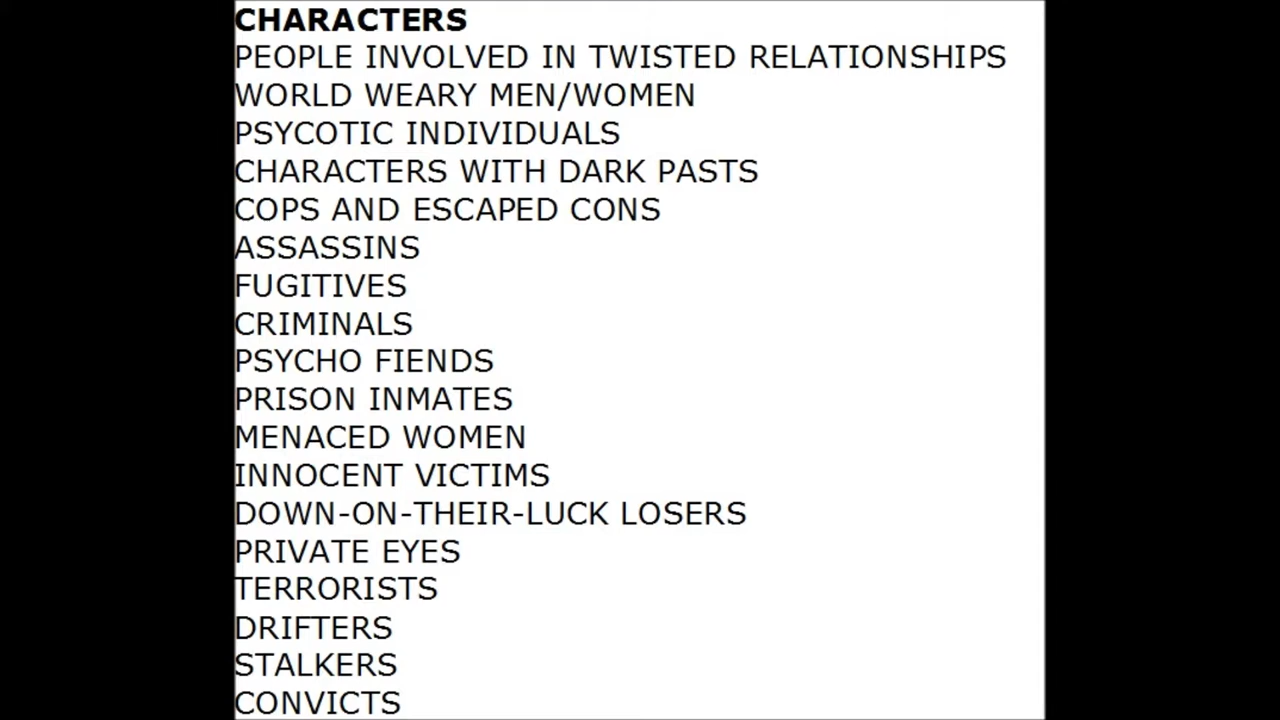 CHARACTERS
PEOPLE INVOLVED IN TWISTED RELATIONSHIPS
WORLD WEARY MEN/WOMEN
PSYCOTIC INDIVIDUALS
CHARACTERS WITH DARK PASTS
COPS AND ESCAPED CONS
ASSASSINS
FUGITIVES
CRIMINALS
PSYCHO FIENDS
PRISON INMATES
MENACED WOMEN
INNOCENT VICTIMS
DOWN-ON-THEIR-LUCK LOSERS
PRIVATE EYES
TERRORISTS
DRIFTERS
STALKERS
CONVICTS